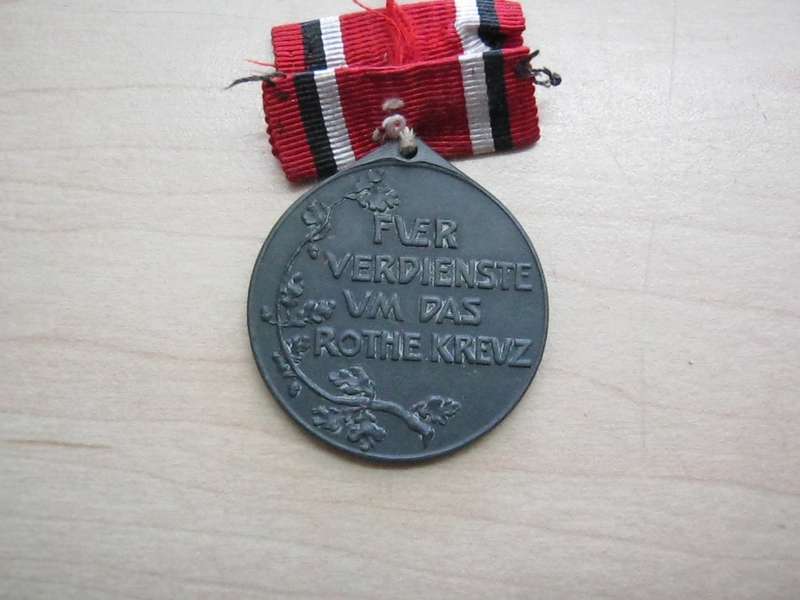 FVER
VERDIENSTE
VM DAS
ROTHE KREVZ